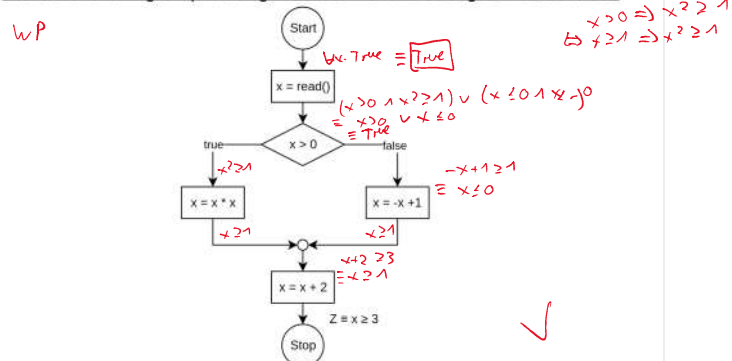 WP
Start
x>0 ⇒ x² ≥ 1
⇔ x≥1 ⇒ x² ≥ 1
∀x. True ≡ True
x = read()
(x>0 ∧ x²≥1) ∨ (x≤0 ∧ x≤0
≡ x>0 ∨ x≤0
≡ True
true
x > 0
false
x²≥1
-x+1≥1
≡ x≤0
x = x * x
x = -x +1
x≥1
x≥1
x+2 ≥3
≡ x≥1
x = x + 2
Z ≡ x ≥ 3
Stop